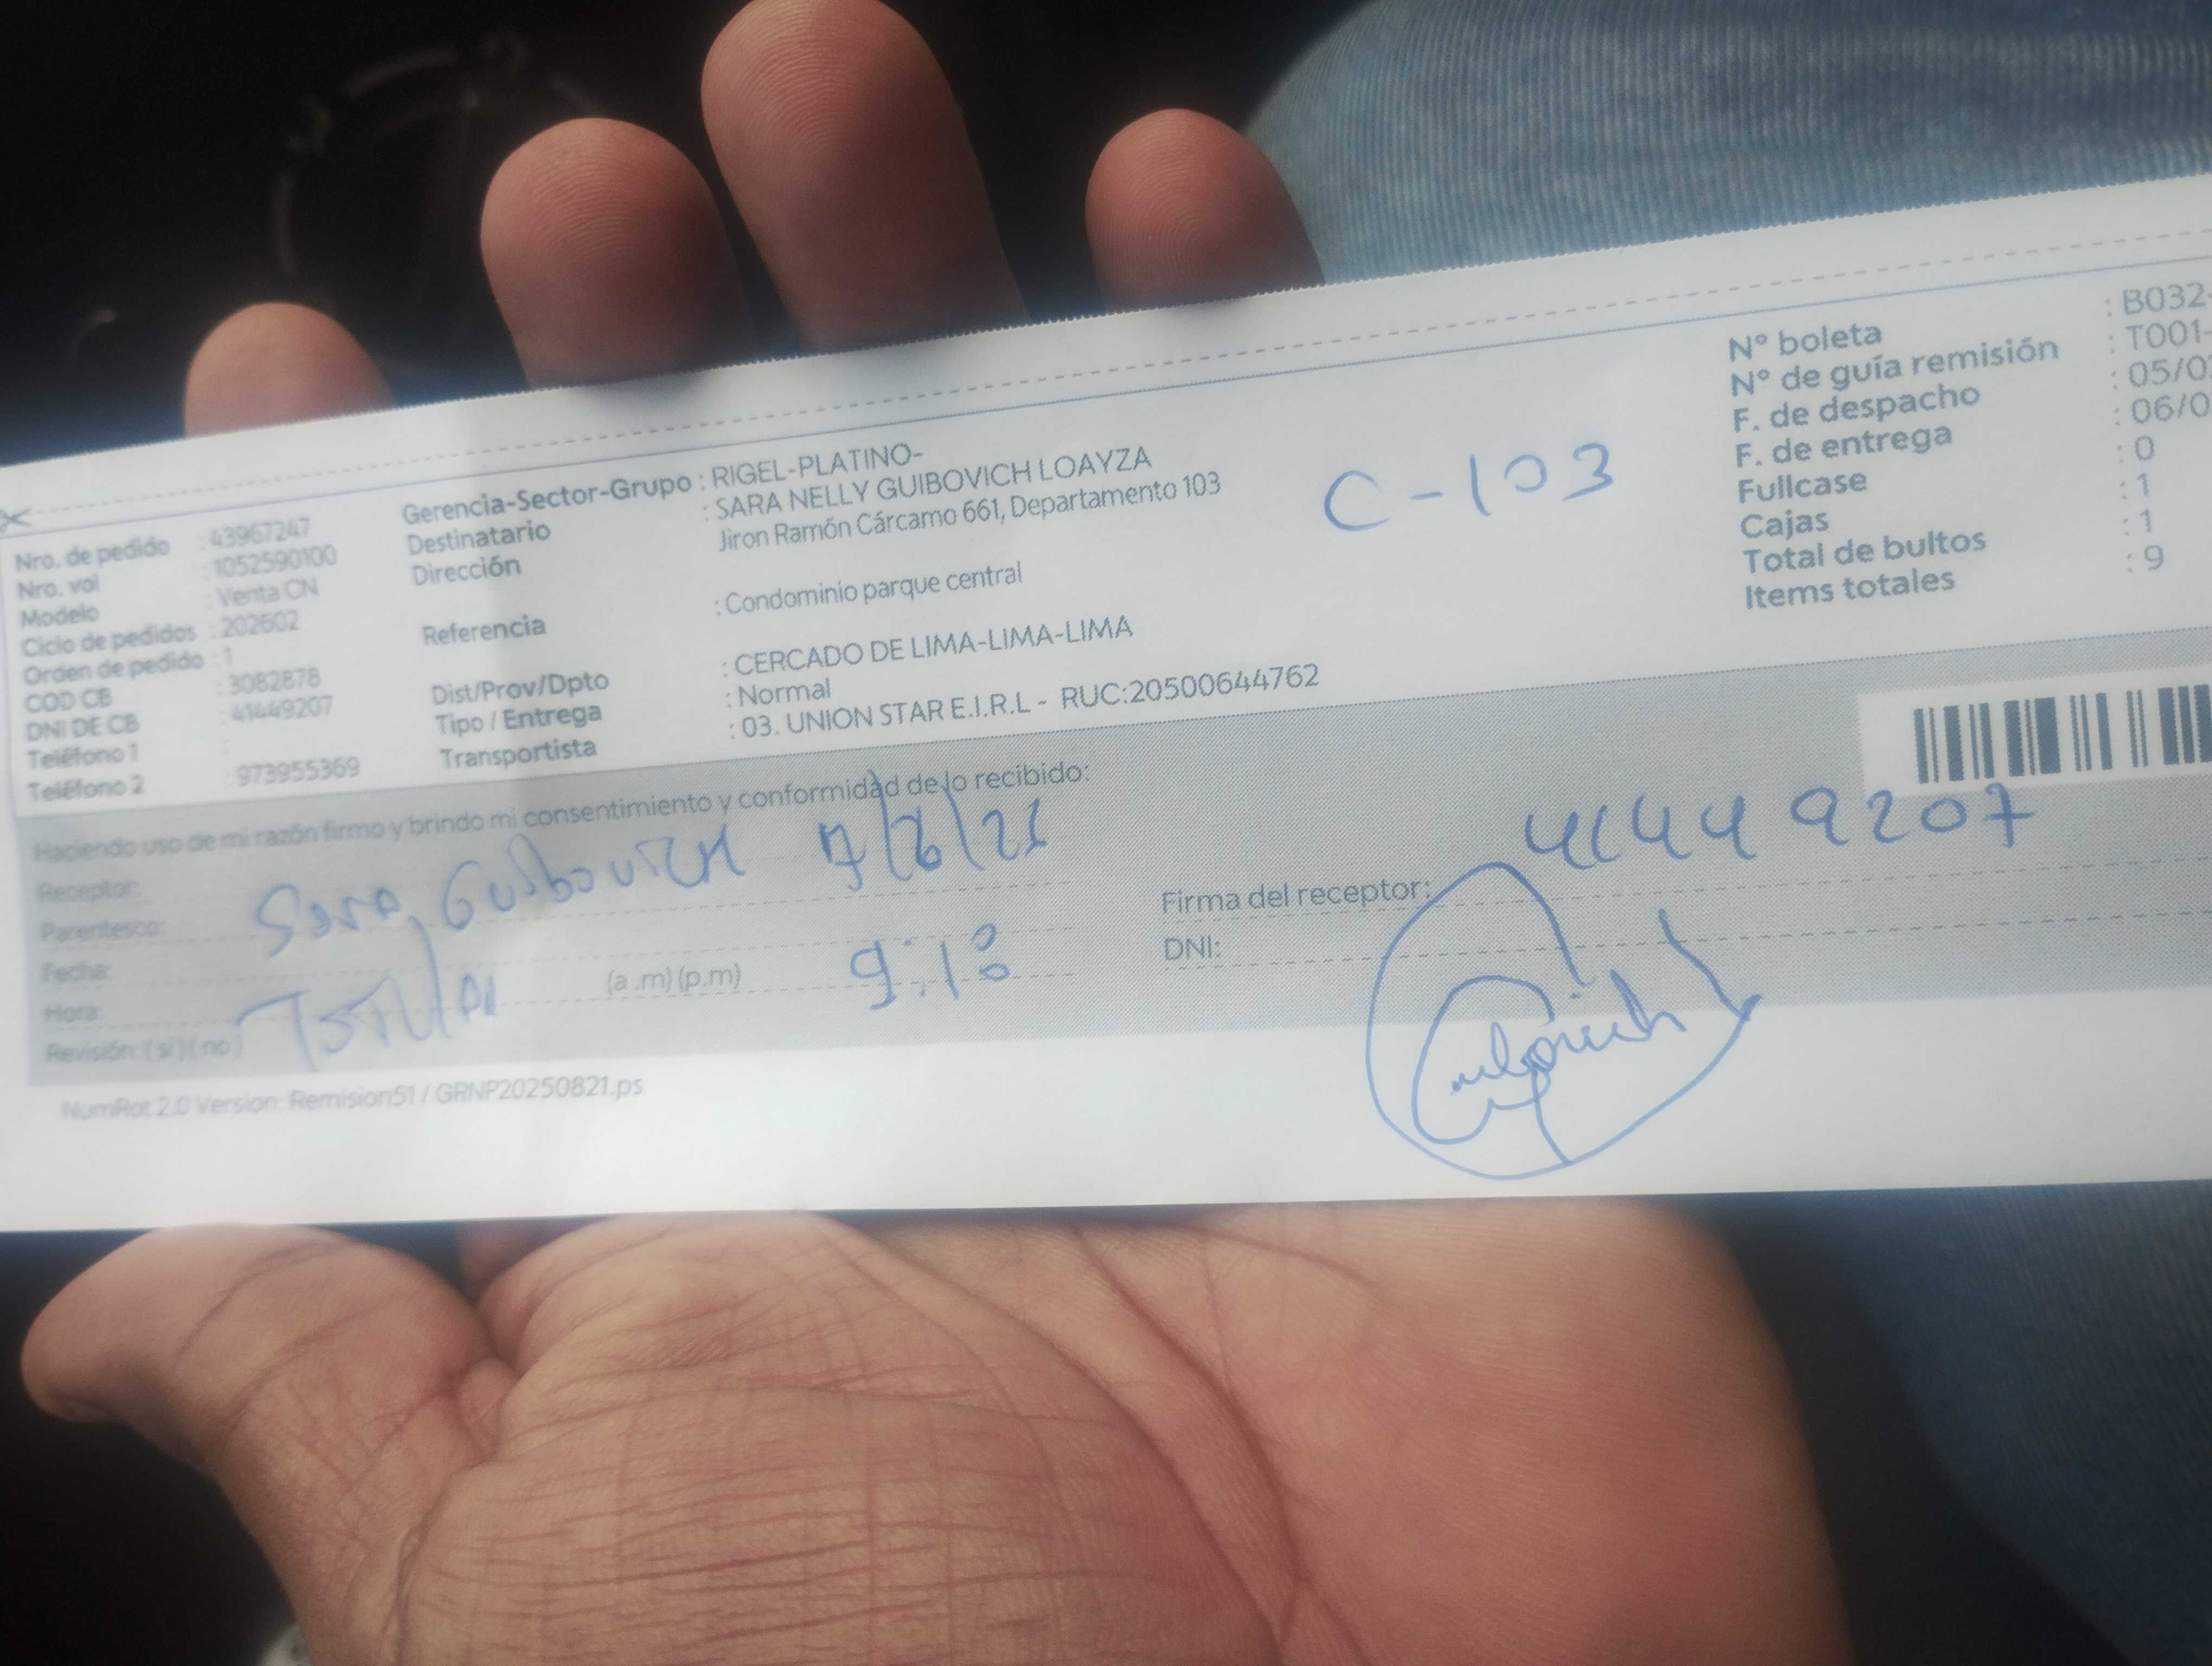 Nro. de pedido : 43967247
Nro. vol : 1052590100
Modelo : Venta CN
Ciclo de pedidos : 202602
Orden de pedido : 1
COD CB : 3082878
DNI DE CB : 41449207
Teléfono 1 :
Teléfono 2 : 973955369
Gerencia-Sector-Grupo : RIGEL-PLATINO-
Destinatario : SARA NELLY GUIBOVICH LOAYZA
Dirección Jiron Ramón Cárcamo 661, Departamento 103
Referencia : Condominio parque central
Dist/Prov/Dpto : CERCADO DE LIMA-LIMA-LIMA
Tipo / Entrega : Normal
Transportista : 03. UNION STAR E.I.R.L - RUC:20500644762
C-103
N° boleta : B032-
N° de guía remisión : T001-
F. de despacho : 05/0
F. de entrega : 06/0
Fullcase : 0
Cajas : 1
Total de bultos : 1
Items totales : 9
Haciendo uso de mi razón firmo y brindo mi consentimiento y conformidad de lo recibido:
Receptor: Sara Guibovich
Parentesco:
Fecha:
Hora: (a .m) (p.m)
Revisión: ( si ) ( no ) Titular
41449207
Firma del receptor:
DNI:
Guibovich
NumRot 2.0 Version: Remision51 / GRNP20250821.ps